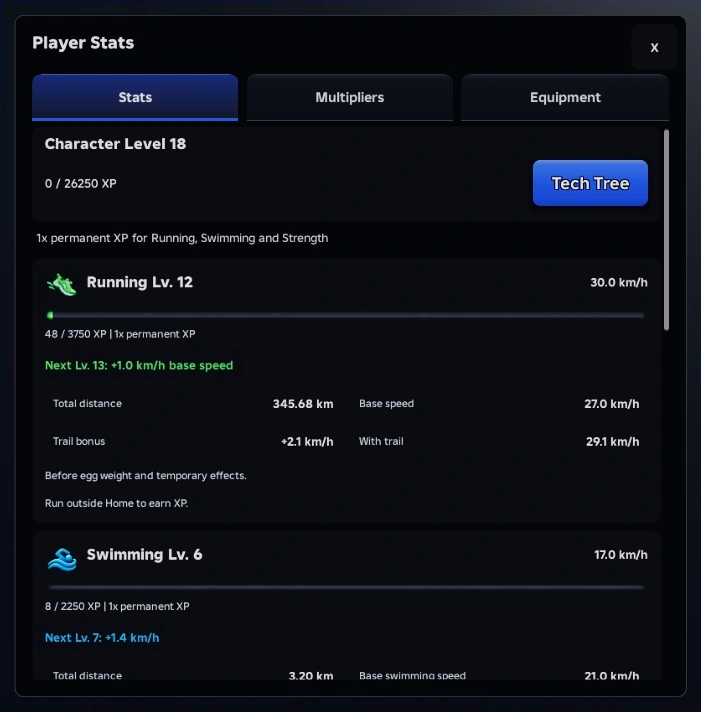 Player Stats
X
Stats
Multipliers
Equipment
Character Level 18
0 / 26250 XP
Tech Tree
1x permanent XP for Running, Swimming and Strength
Running Lv. 12
30.0 km/h
48 / 3750 XP | 1x permanent XP
Next Lv. 13: +1.0 km/h base speed
Total distance 345.68 km Base speed 27.0 km/h
Trail bonus +2.1 km/h With trail 29.1 km/h
Before egg weight and temporary effects.
Run outside Home to earn XP.
Swimming Lv. 6
17.0 km/h
8 / 2250 XP | 1x permanent XP
Next Lv. 7: +1.4 km/h
Total distance 3.20 km Base swimming speed 21.0 km/h